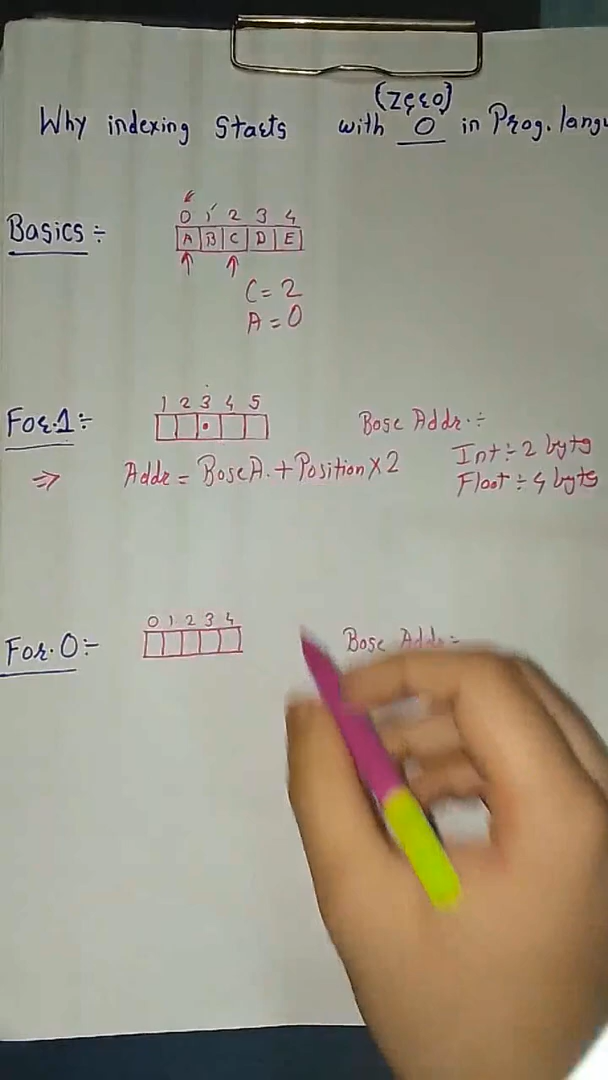 (Zero)
Why indexing Starts with 0 in Prog. langu
Basics :-
0 1 2 3 4
A B C D E
C = 2
A = 0
For. 1 :-
1 2 3 4 5
Base Addr. :-
Int :- 2 byts
Float :- 4 byts
⇒ Addr = Base A. + Position X 2
For. 0 :-
0 1 2 3 4
Base Addr :-